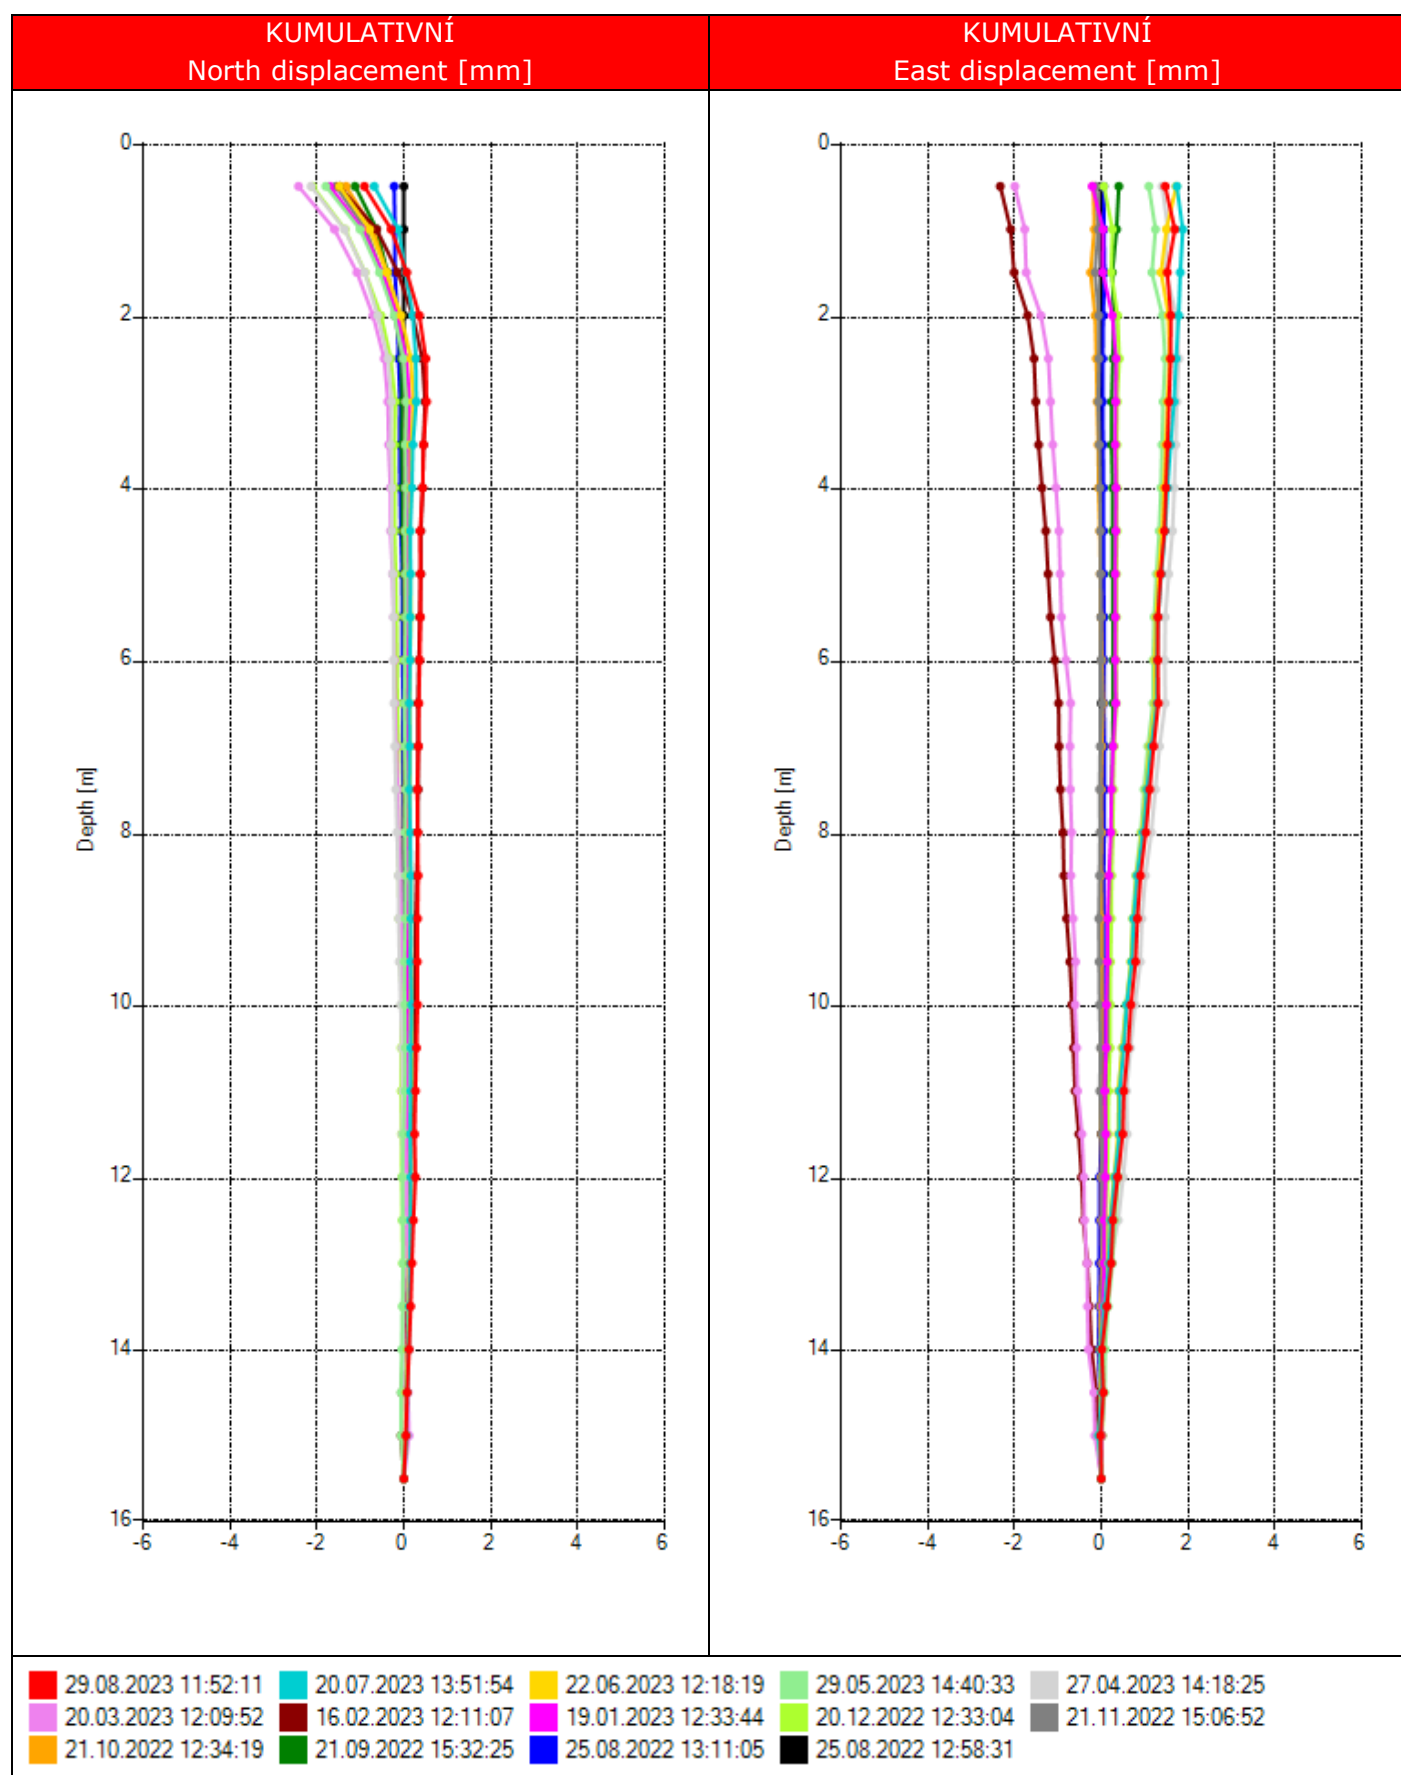 KUMULATIVNÍ
North displacement [mm]
KUMULATIVNÍ
East displacement [mm]
0
2
4
6
8
10
12
14
16
Depth [m]
-6 -4 -2 0 2 4 6
0
2
4
6
8
10
12
14
16
Depth [m]
-6 -4 -2 0 2 4 6
29.08.2023 11:52:11 20.07.2023 13:51:54 22.06.2023 12:18:19 29.05.2023 14:40:33 27.04.2023 14:18:25
20.03.2023 12:09:52 16.02.2023 12:11:07 19.01.2023 12:33:44 20.12.2022 12:33:04 21.11.2022 15:06:52
21.10.2022 12:34:19 21.09.2022 15:32:25 25.08.2022 13:11:05 25.08.2022 12:58:31